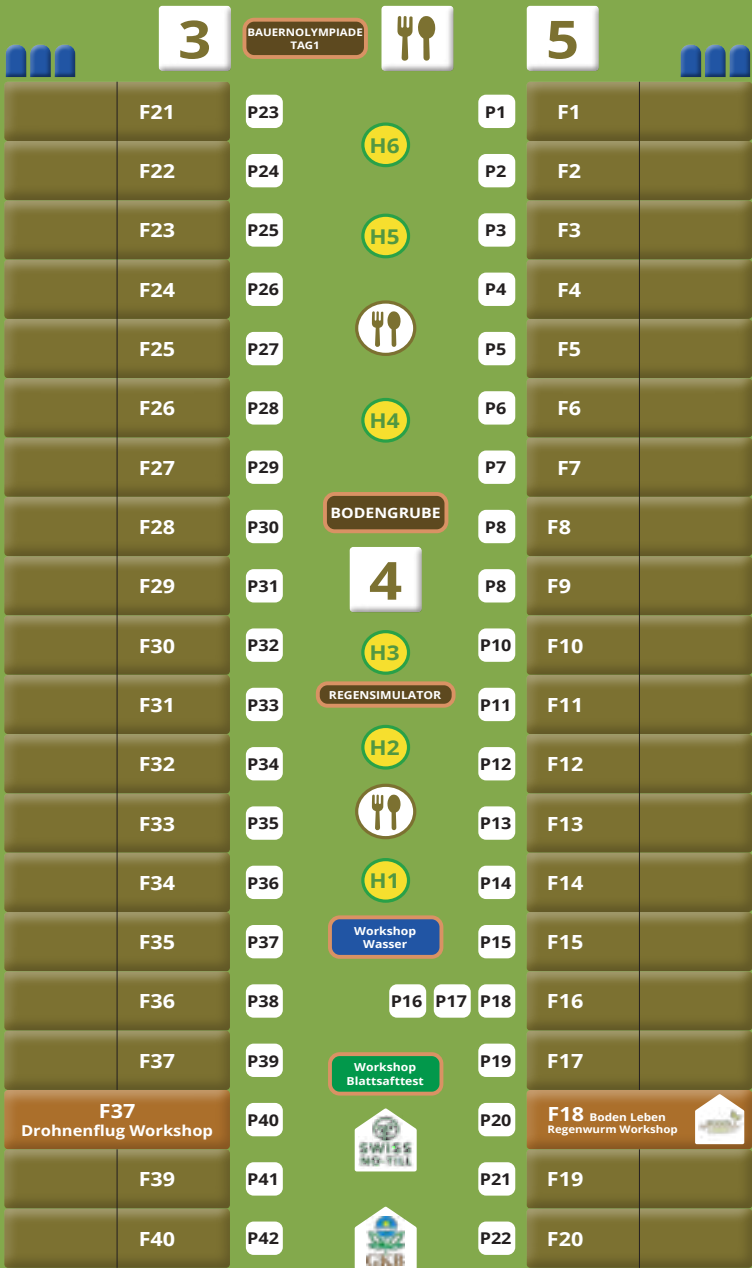 3
BAUERNOLYMPIADE
TAG1
5
F21 P23 P1 F1
H6
F22 P24 P2 F2
F23 P25 H5 P3 F3
F24 P26 P4 F4
F25 P27 P5 F5
F26 P28 H4 P6 F6
F27 P29 P7 F7
BODENGRUBE
F28 P30 P8 F8
F29 P31 4 P8 F9
F30 P32 H3 P10 F10
REGENSIMULATOR
F31 P33 P11 F11
H2
F32 P34 P12 F12
F33 P35 P13 F13
F34 P36 H1 P14 F14
Workshop
Wasser
F35 P37 P15 F15
F36 P38 P16 P17 P18 F16
F37 P39 P19 F17
Workshop
Blattsafttest
F37
Drohnenflug Workshop
P40 P20
F18 Boden Leben
Regenwurm Workshop
SWISS
NO-TILL
F39 P41 P21 F19
F40 P42 P22 F20
GKB